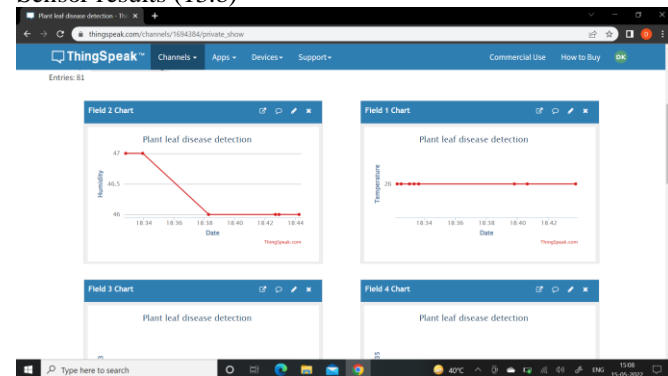 Sensor results (15.8)
Plant leaf disease detection - Thi
thingspeak.com/channels/1694384/private_show
ThingSpeak™ Channels Apps Devices Support Commercial Use How to Buy DK
Entries: 81
Field 2 Chart
Plant leaf disease detection
Humidity
47
46.5
46
18:34 18:36 18:38 18:40 18:42 18:44
Date
ThingSpeak.com
Field 1 Chart
Plant leaf disease detection
Temperature
26
18:34 18:36 18:38 18:40 18:42
Date
ThingSpeak.com
Field 3 Chart
Plant leaf disease detection
Field 4 Chart
Plant leaf disease detection
Type here to search
40°C ENG 15:08
15-05-2022